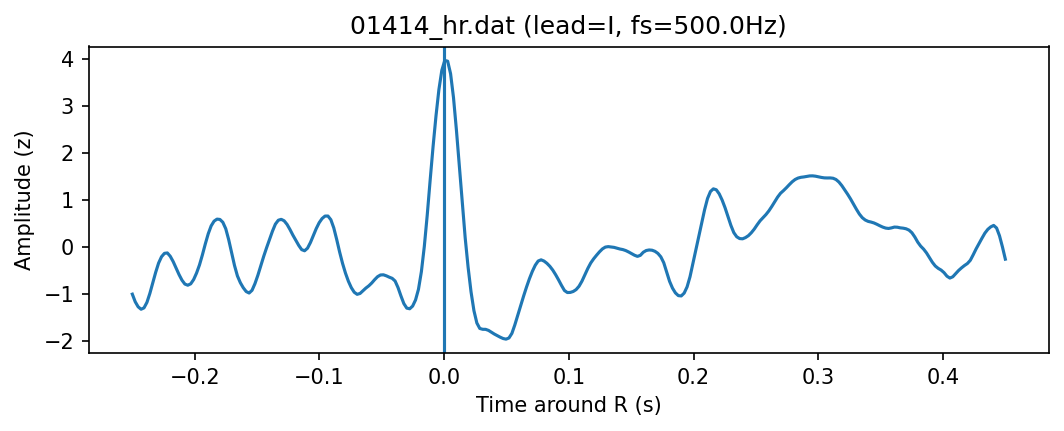 01414_hr.dat (lead=I, fs=500.0Hz)
Amplitude (z)
4
3
2
1
0
−1
−2
−0.2 −0.1 0.0 0.1 0.2 0.3 0.4
Time around R (s)